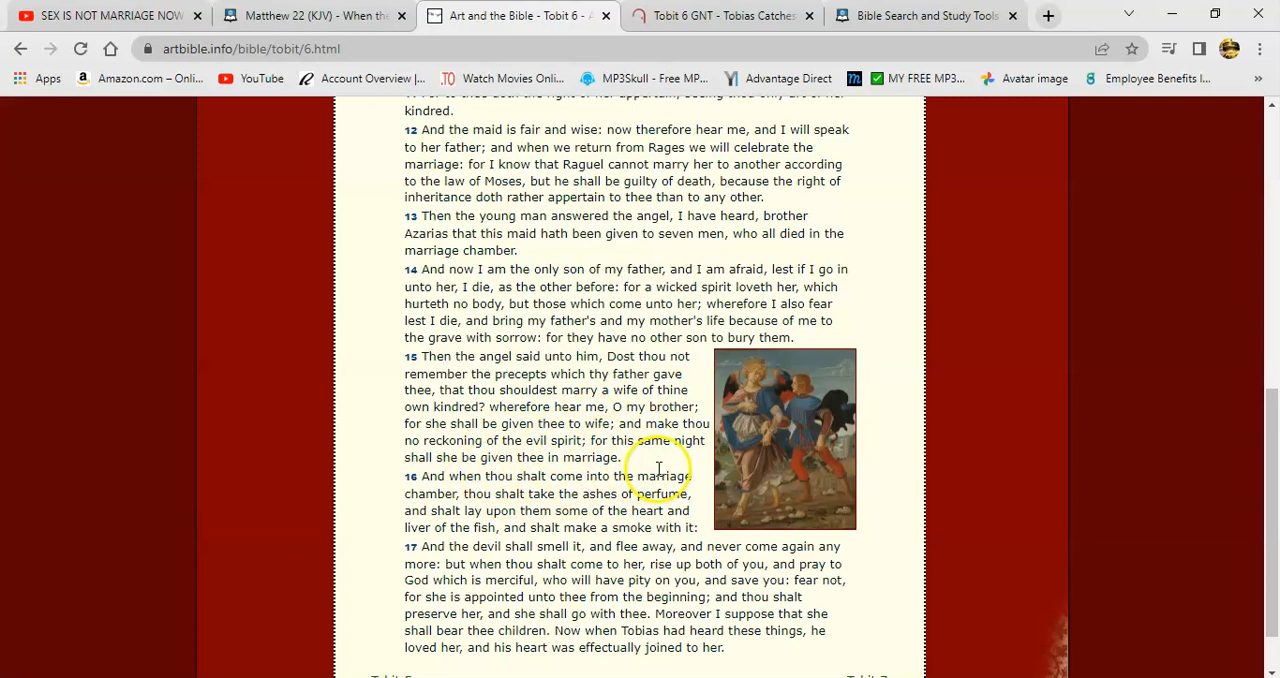 SEX IS NOT MARRIAGE NOW
Matthew 22 (KJV) - When the
Art and the Bible - Tobit 6 - A
Tobit 6 GNT - Tobias Catches
Bible Search and Study Tools
artbible.info/bible/tobit/6.html
Apps
Amazon.com – Onli...
YouTube
Account Overview |...
Watch Movies Onlin...
MP3Skull - Free MP...
Advantage Direct
MY FREE MP3...
Avatar image
Employee Benefits I...
kindred.
12 And the maid is fair and wise: now therefore hear me, and I will speak
to her father; and when we return from Rages we will celebrate the
marriage: for I know that Raguel cannot marry her to another according
to the law of Moses, but he shall be guilty of death, because the right of
inheritance doth rather appertain to thee than to any other.
13 Then the young man answered the angel, I have heard, brother
Azarias that this maid hath been given to seven men, who all died in the
marriage chamber.
14 And now I am the only son of my father, and I am afraid, lest if I go in
unto her, I die, as the other before: for a wicked spirit loveth her, which
hurteth no body, but those which come unto her; wherefore I also fear
lest I die, and bring my father's and my mother's life because of me to
the grave with sorrow: for they have no other son to bury them.
15 Then the angel said unto him, Dost thou not
remember the precepts which thy father gave
thee, that thou shouldest marry a wife of thine
own kindred? wherefore hear me, O my brother;
for she shall be given thee to wife; and make thou
no reckoning of the evil spirit; for this same night
shall she be given thee in marriage.
16 And when thou shalt come into the marriage
chamber, thou shalt take the ashes of perfume,
and shalt lay upon them some of the heart and
liver of the fish, and shalt make a smoke with it:
17 And the devil shall smell it, and flee away, and never come again any
more: but when thou shalt come to her, rise up both of you, and pray to
God which is merciful, who will have pity on you, and save you: fear not,
for she is appointed unto thee from the beginning; and thou shalt
preserve her, and she shall go with thee. Moreover I suppose that she
shall bear thee children. Now when Tobias had heard these things, he
loved her, and his heart was effectually joined to her.